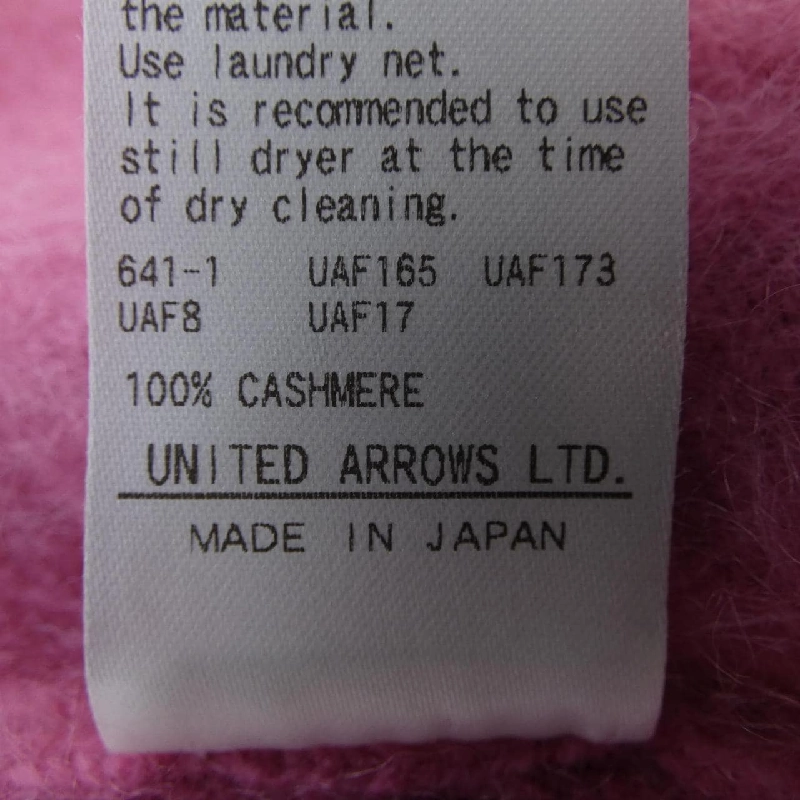 the material.
Use laundry net.
It is recommended to use
still dryer at the time
of dry cleaning.
641-1 UAF165 UAF173
UAF8 UAF17
100% CASHMERE
UNITED ARROWS LTD.
MADE IN JAPAN